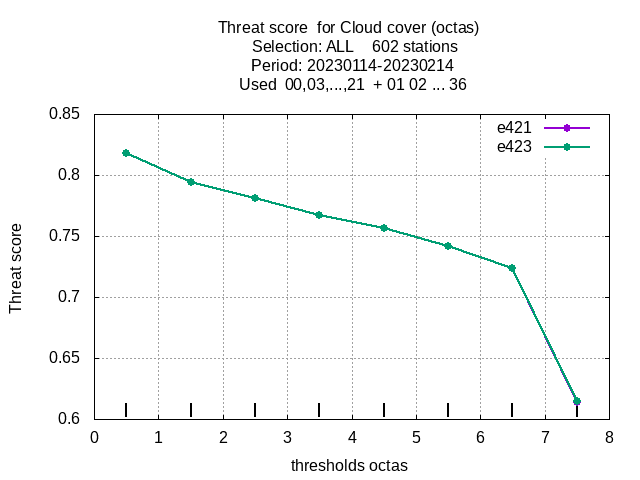 Threat score  for Cloud cover (octas)
Selection: ALL    602 stations
Period: 20230114-20230214
Used  00,03,...,21  + 01 02 ... 36
0.85
e421
e423
0.8
0.75
Threat score
0.7
0.65
0.6
0 1 2 3 4 5 6 7 8
thresholds octas